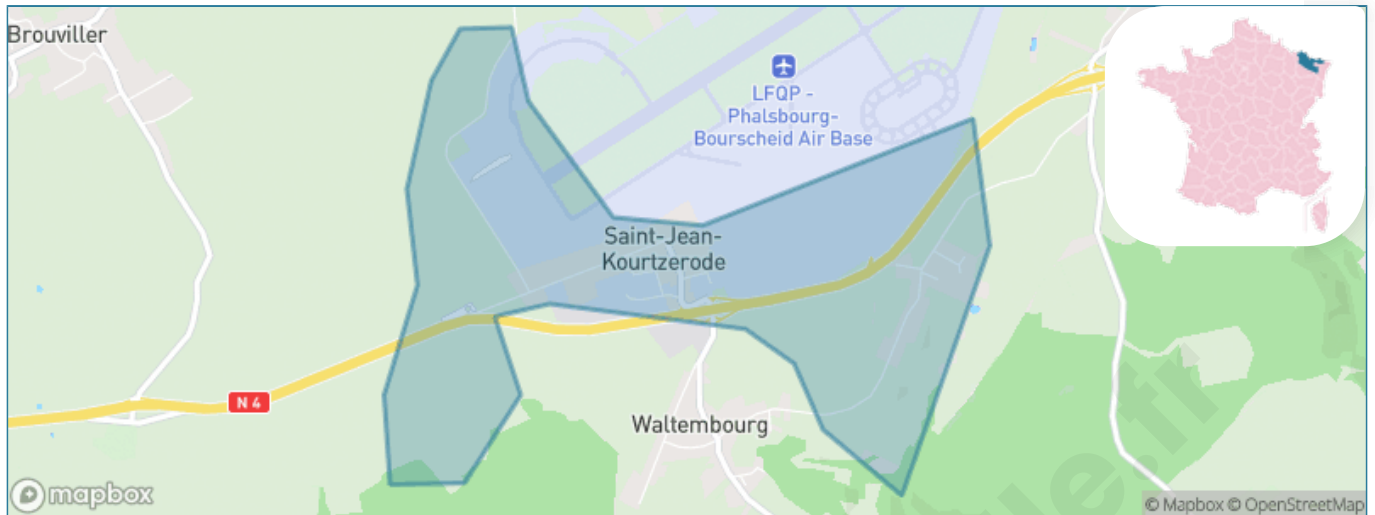 Brouviller
LFQP -
Phalsbourg-
Bourscheid Air Base
Saint-Jean-
Kourtzerode
N 4
Waltembourg
mapbox
© Mapbox © OpenStreetMap